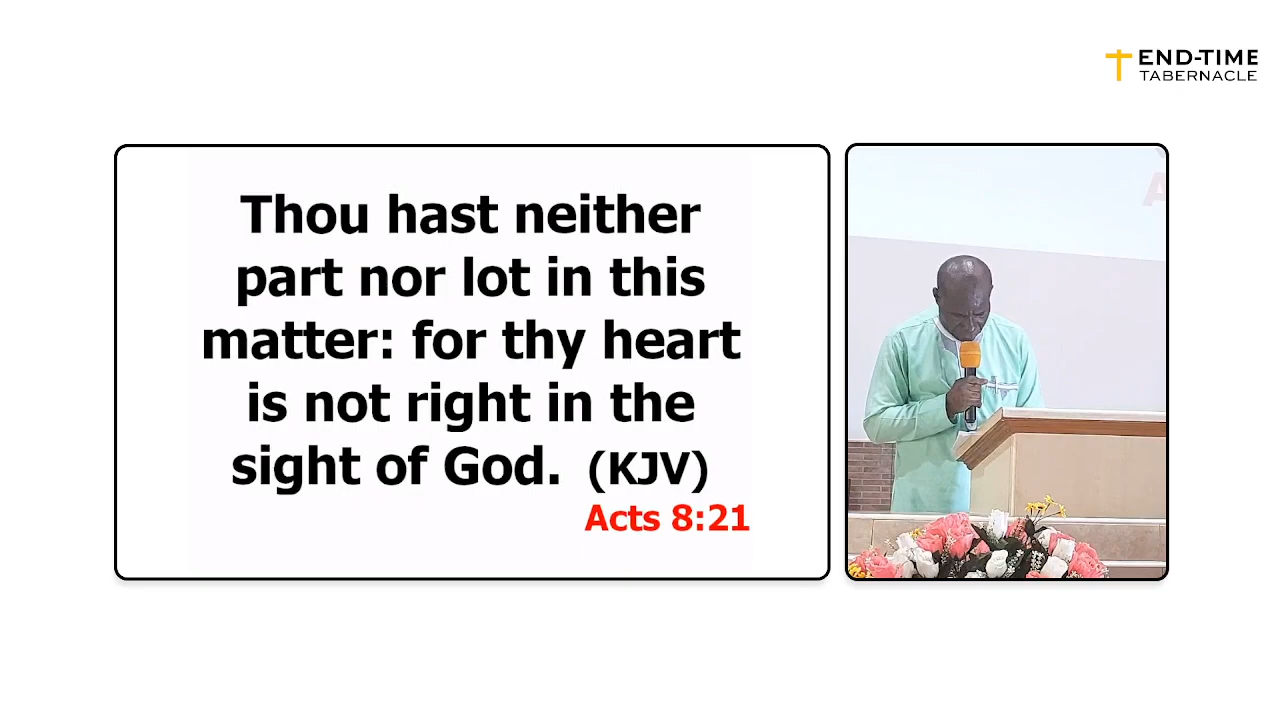 END-TIME
TABERNACLE
Thou hast neither
part nor lot in this
matter: for thy heart
is not right in the
sight of God. (KJV)
Acts 8:21